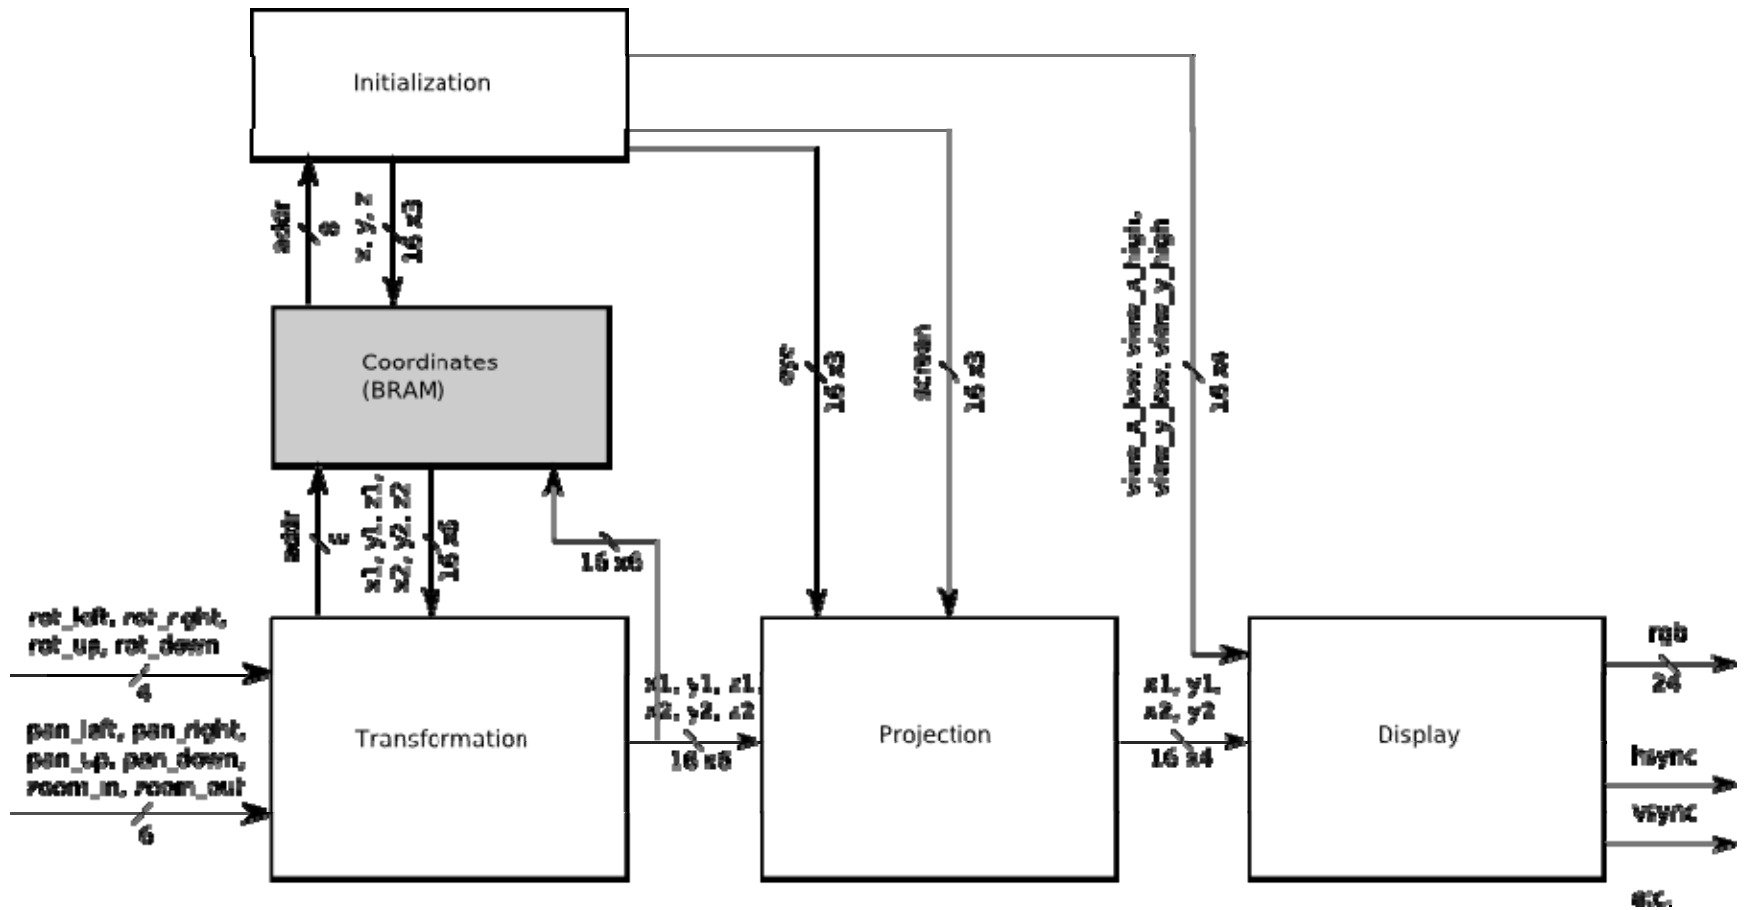 Initialization
addr
8
x, y, z
16 x3
Coordinates
(BRAM)
eye
16 x3
screen
16 x3
view_x_low, view_x_high,
view_y_low, view_y_high
16 x4
addr
x1, y1, z1,
x2, y2, z2
16 x6
16 x6
rot_left, rot_right,
rot_up, rot_down
4
pan_left, pan_right,
pan_up, pan_down,
zoom_in, zoom_out
6
Transformation
x1, y1, z1,
x2, y2, z2
16 x6
Projection
x1, y1,
x2, y2
16 x4
Display
rgb
24
hsync
vsync
etc.